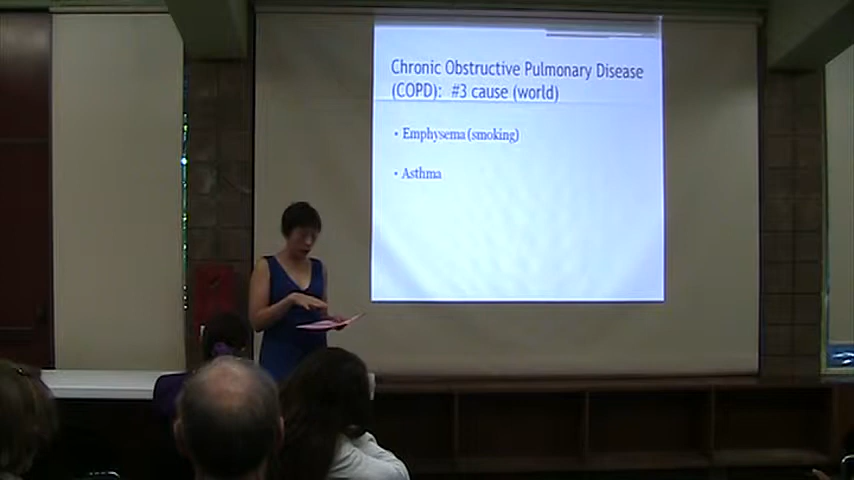 Chronic Obstructive Pulmonary Disease
(COPD): #3 cause (world)
• Emphysema (smoking)
• Asthma